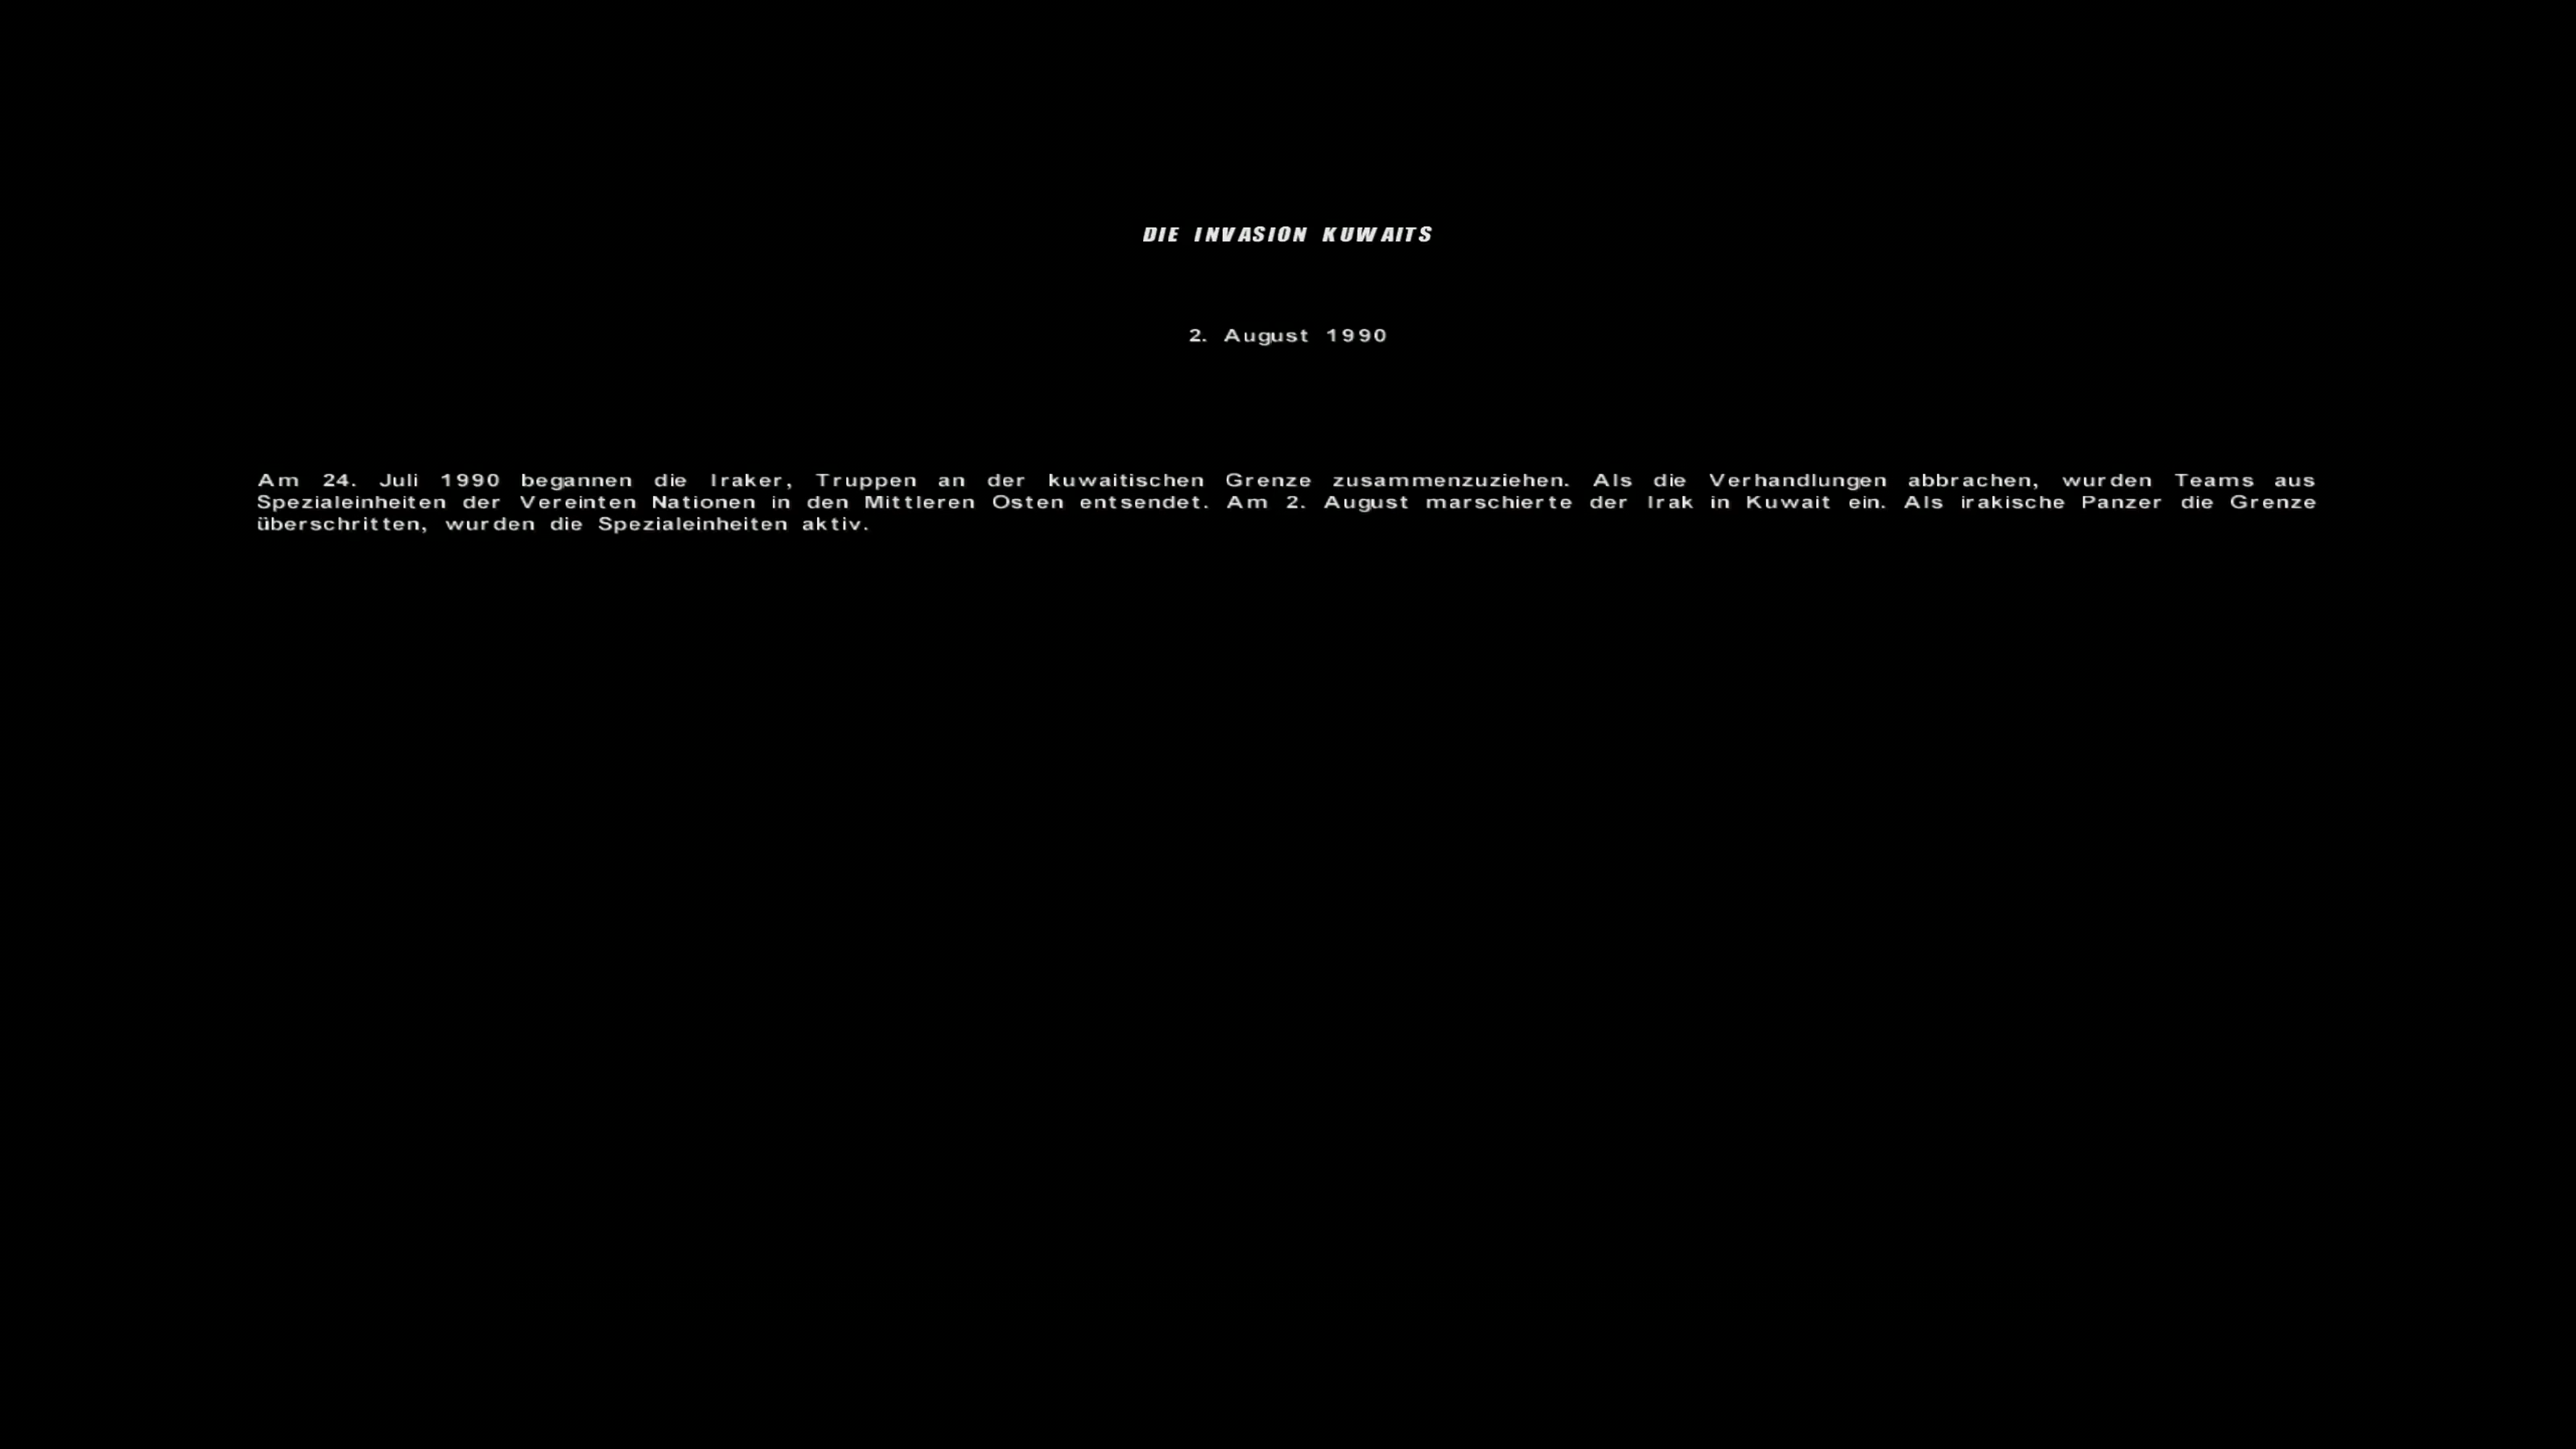 DIE INVASION KUWAITS
2. August 1990
Am 24. Juli 1990 begannen die Iraker, Truppen an der kuwaitischen Grenze zusammenzuziehen. Als die Verhandlungen abbrachen, wurden Teams aus
Spezialeinheiten der Vereinten Nationen in den Mittleren Osten entsendet. Am 2. August marschierte der Irak in Kuwait ein. Als irakische Panzer die Grenze
überschritten, wurden die Spezialeinheiten aktiv.